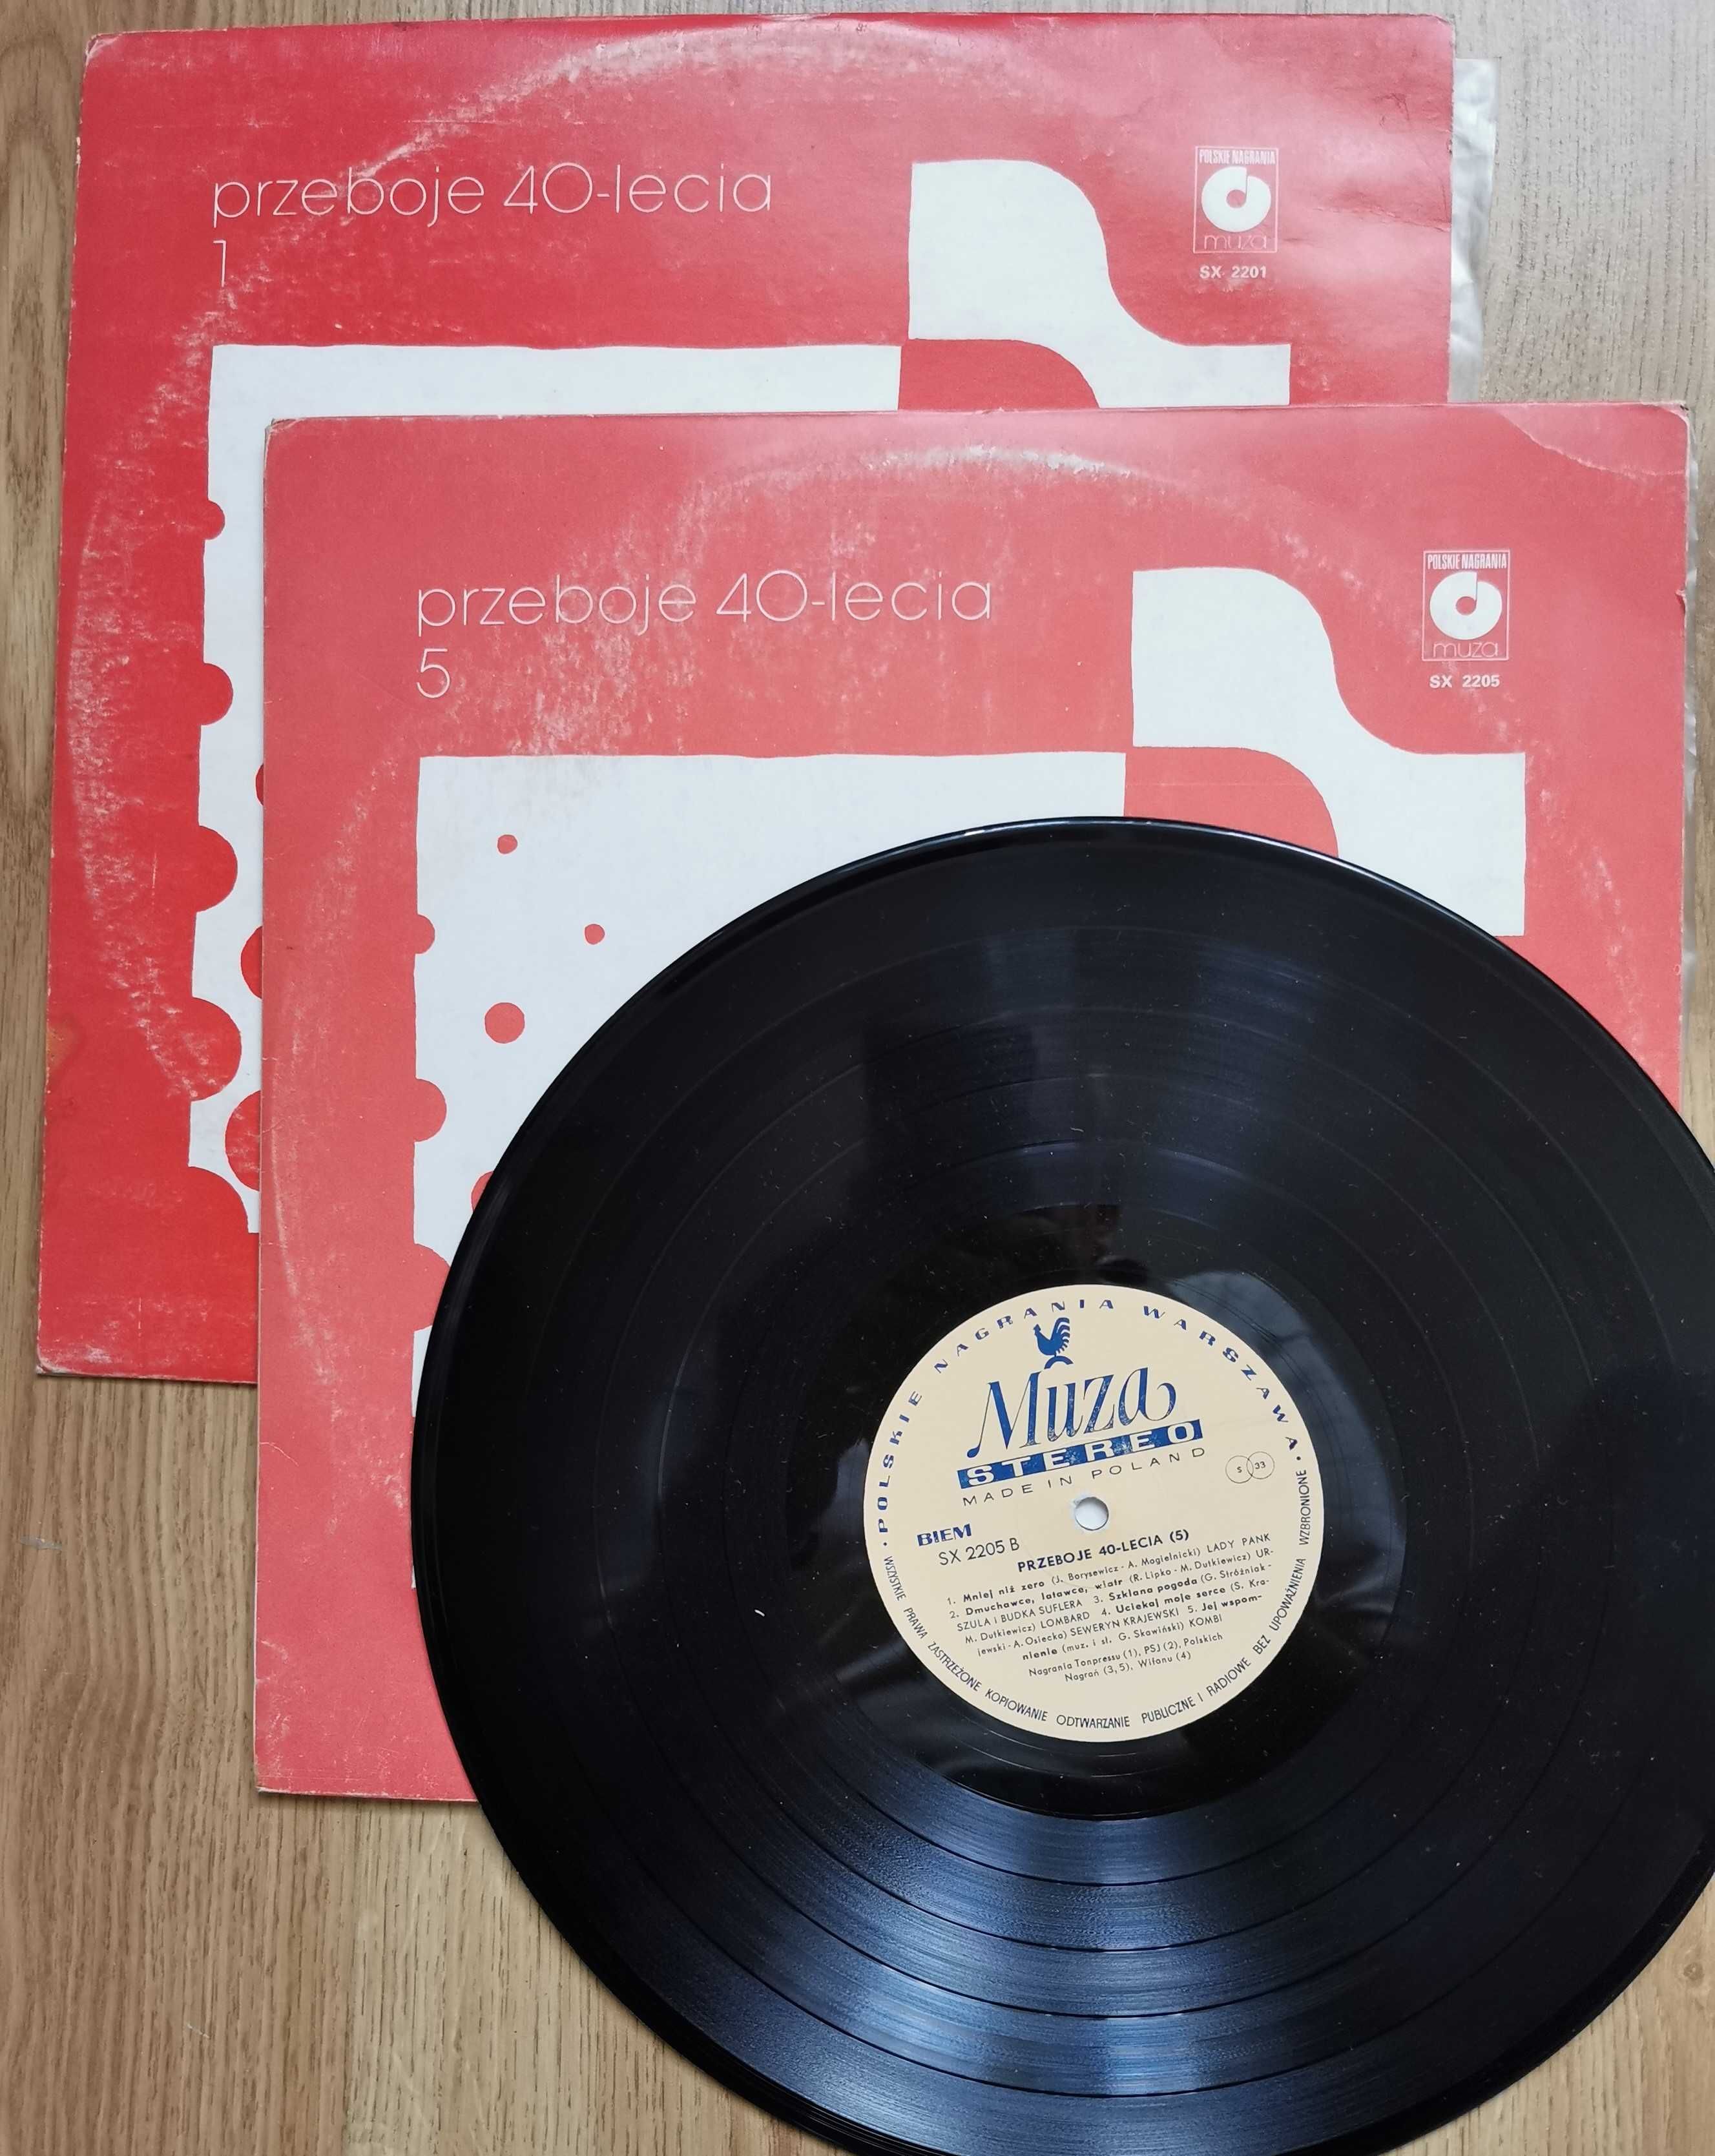 przeboje 40-lecia
1
POLSKIE NAGRANIA
muza
SX 2201
przeboje 40-lecia
5
POLSKIE NAGRANIA
muza
SX 2205
• POLSKIE NAGRANIA WARSZAWA •
Muza
STEREO
MADE IN POLAND
S 33
BIEM
SX 2205 B
PRZEBOJE 40-LECIA (5)
1. Mniej niż zero (J. Borysewicz - A. Mogielnicki) LADY PANK
2. Dmuchawce, latawce, wiatr (R. Lipko - M. Dutkiewicz) UR-
SZULA i BUDKA SUFLERA 3. Szklana pogoda (G. Stróżniak -
M. Dutkiewicz) LOMBARD 4. Uciekaj moje serce (S. Kra-
jewski - A. Osiecka) SEWERYN KRAJEWSKI 5. Jej wspom-
nienie (muz. i sł. G. Skawiński) KOMBI
Nagrania Tonpressu (1), PSJ (2), Polskich
Nagrań (3, 5), Wifonu (4)
WSZYSTKIE PRAWA ZASTRZEŻONE KOPIOWANIE ODTWARZANIE PUBLICZNE I RADIOWE BEZ UPOWAŻNIENIA WZBRONIONE